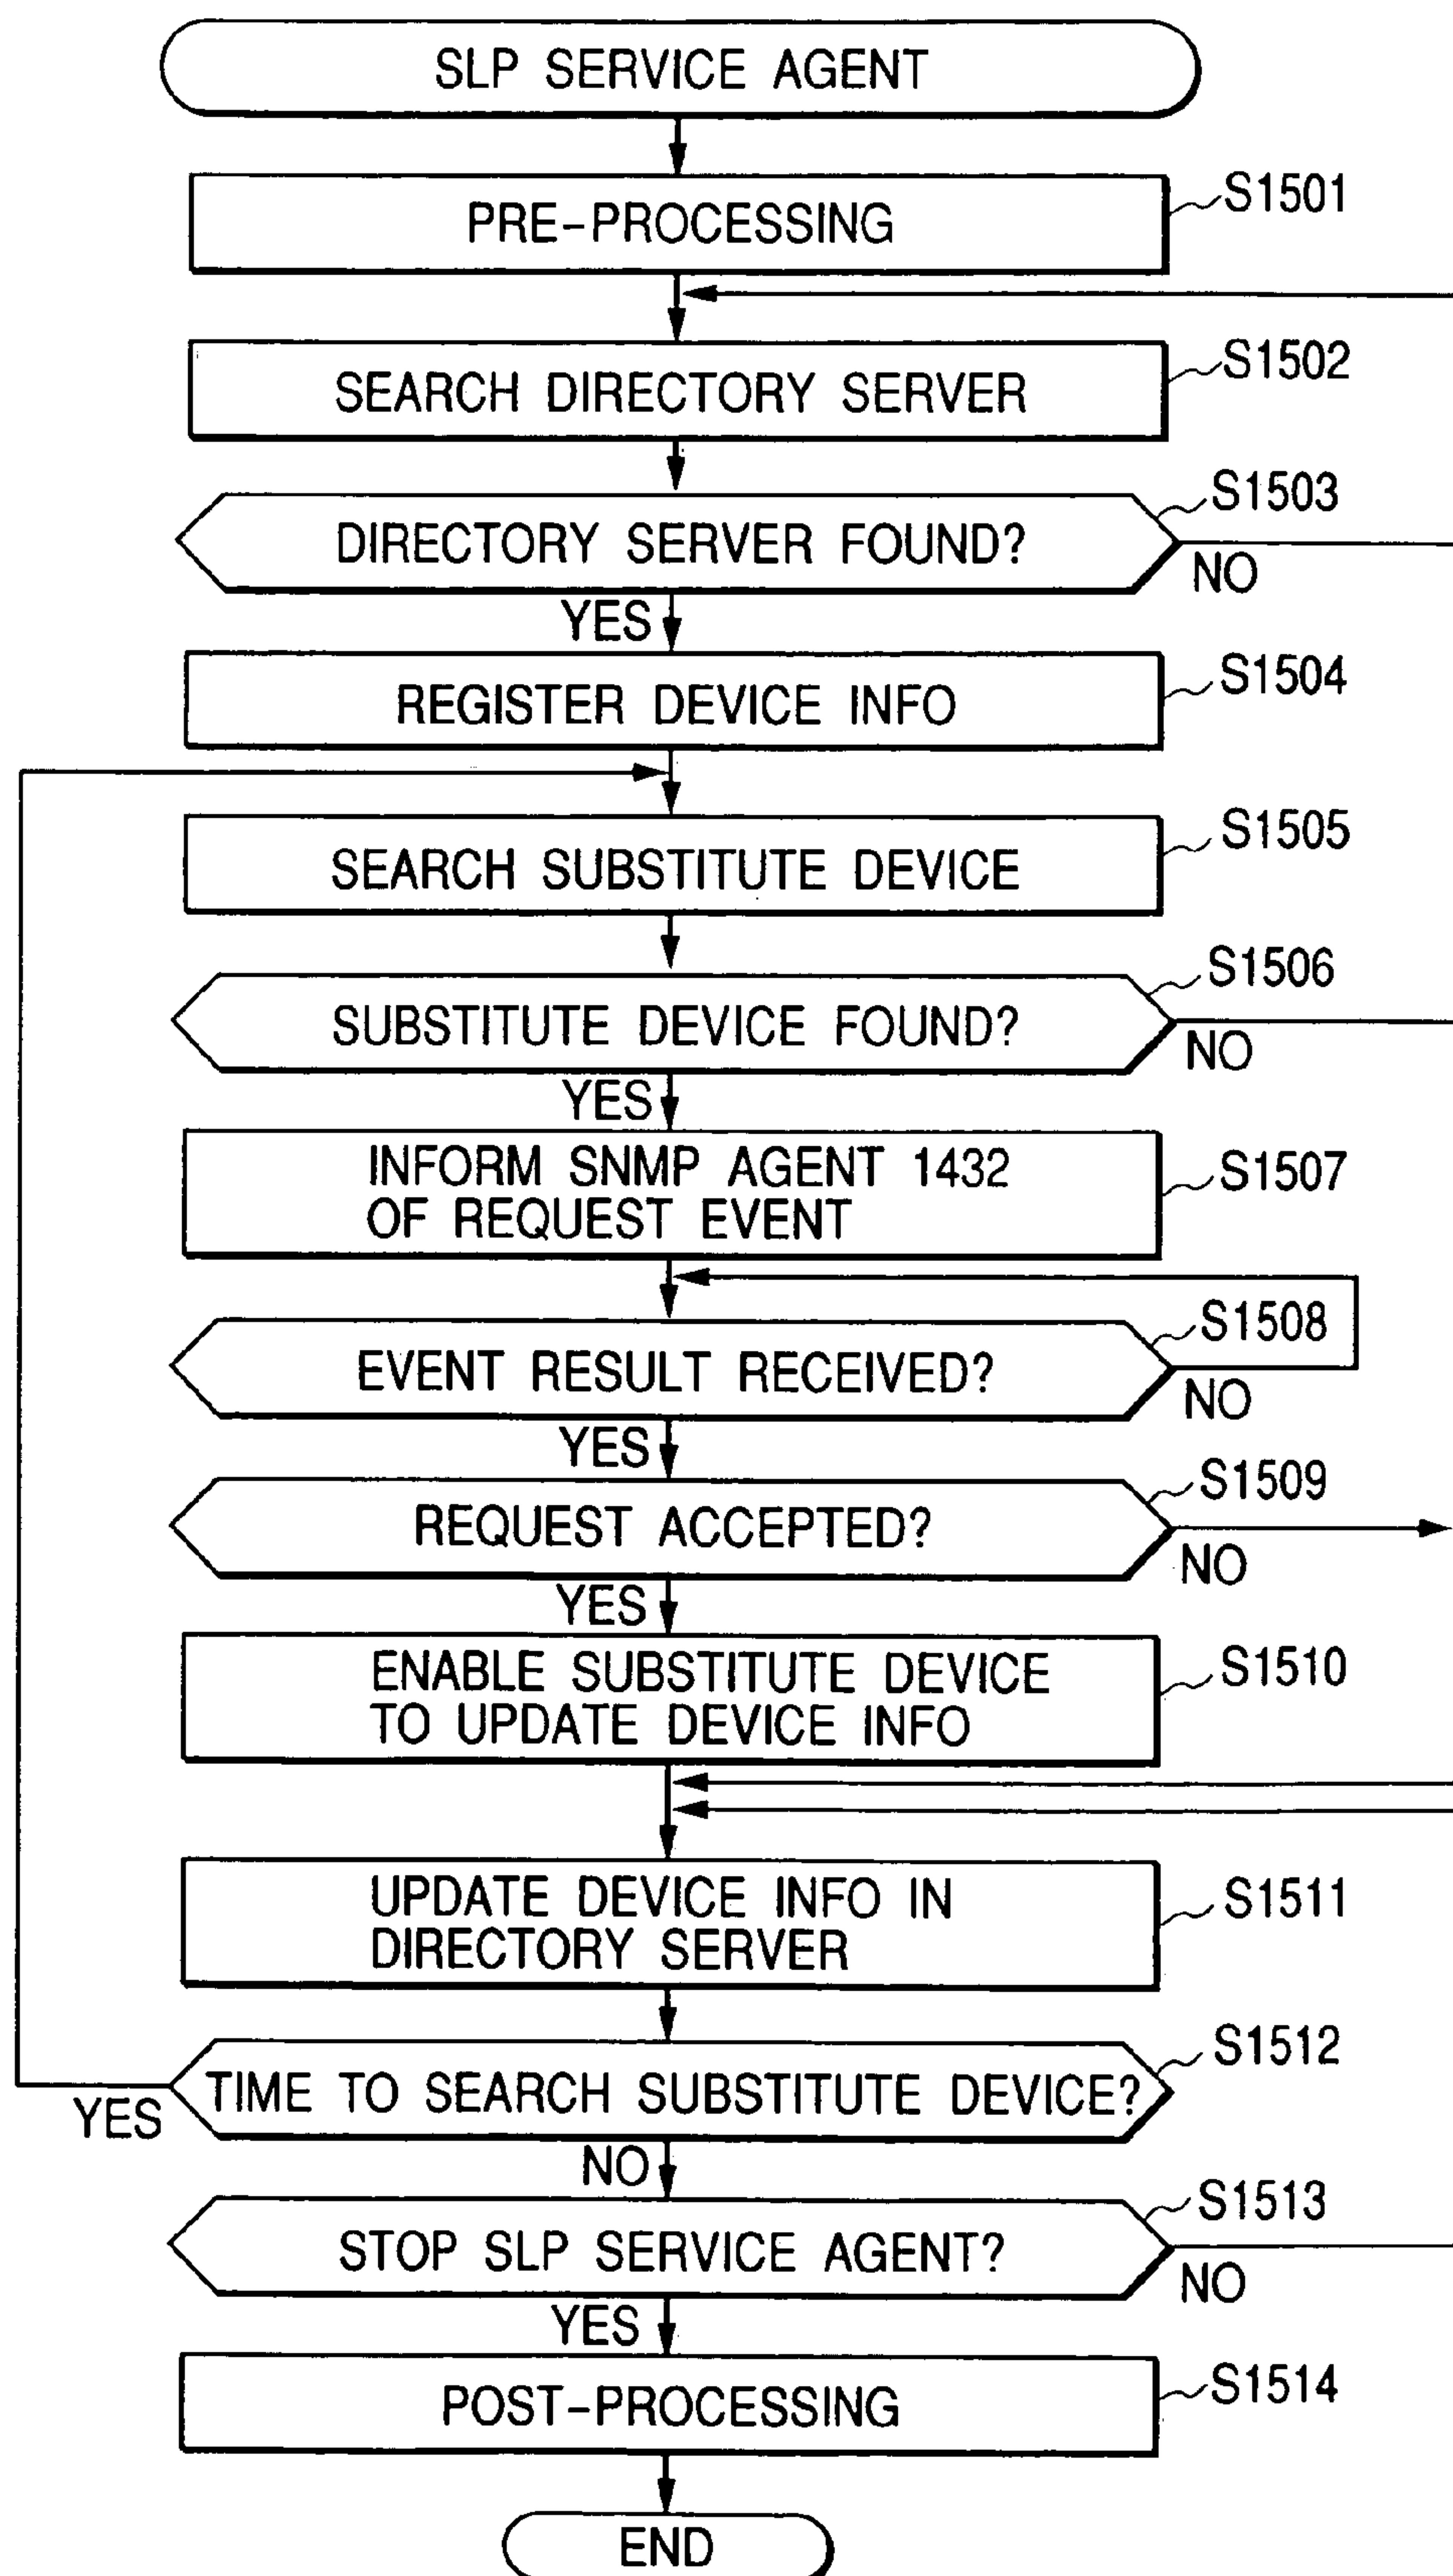 SLP SERVICE AGENT
PRE-PROCESSING
S1501
SEARCH DIRECTORY SERVER
S1502
DIRECTORY SERVER FOUND?
S1503
NO
YES
REGISTER DEVICE INFO
S1504
SEARCH SUBSTITUTE DEVICE
S1505
SUBSTITUTE DEVICE FOUND?
S1506
NO
YES
INFORM SNMP AGENT 1432
OF REQUEST EVENT
S1507
EVENT RESULT RECEIVED?
S1508
NO
YES
REQUEST ACCEPTED?
S1509
NO
YES
ENABLE SUBSTITUTE DEVICE
TO UPDATE DEVICE INFO
S1510
UPDATE DEVICE INFO IN
DIRECTORY SERVER
S1511
TIME TO SEARCH SUBSTITUTE DEVICE?
S1512
YES
NO
STOP SLP SERVICE AGENT?
S1513
NO
YES
POST-PROCESSING
S1514
END